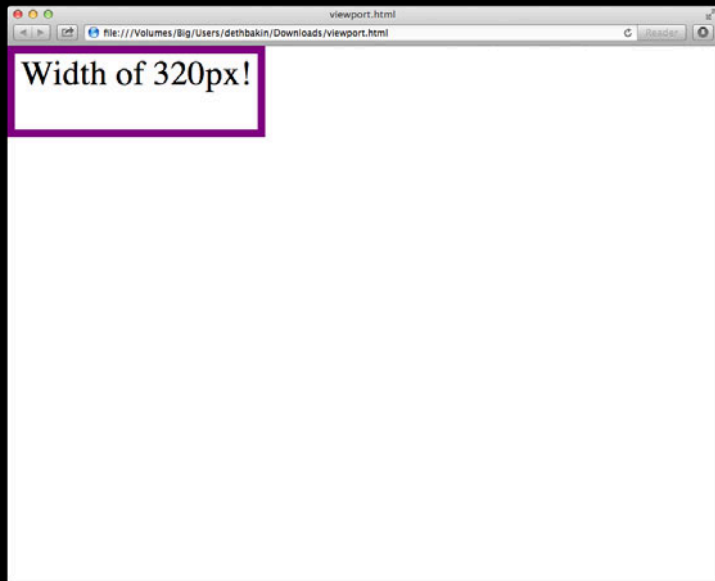 viewport.html
file:///Volumes/Big/Users/dethbakin/Downloads/viewport.html
Reader
Width of 320px!